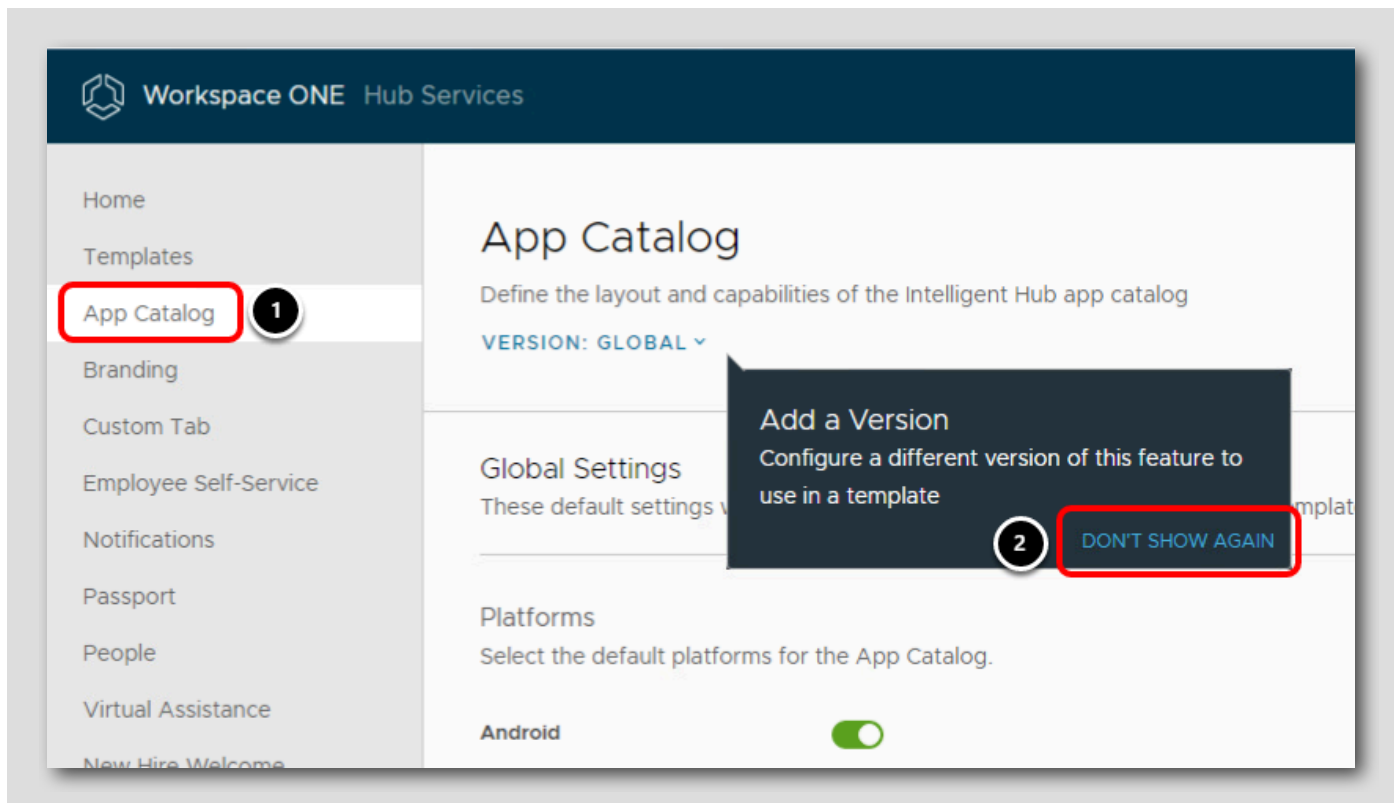 Workspace ONE Hub Services
Home
Templates
App Catalog
1
Branding
Custom Tab
Employee Self-Service
Notifications
Passport
People
Virtual Assistance
New Hire Welcome
App Catalog
Define the layout and capabilities of the Intelligent Hub app catalog
VERSION: GLOBAL
Add a Version
Configure a different version of this feature to
use in a template
2
DON'T SHOW AGAIN
Global Settings
These default settings
Platforms
Select the default platforms for the App Catalog.
Android